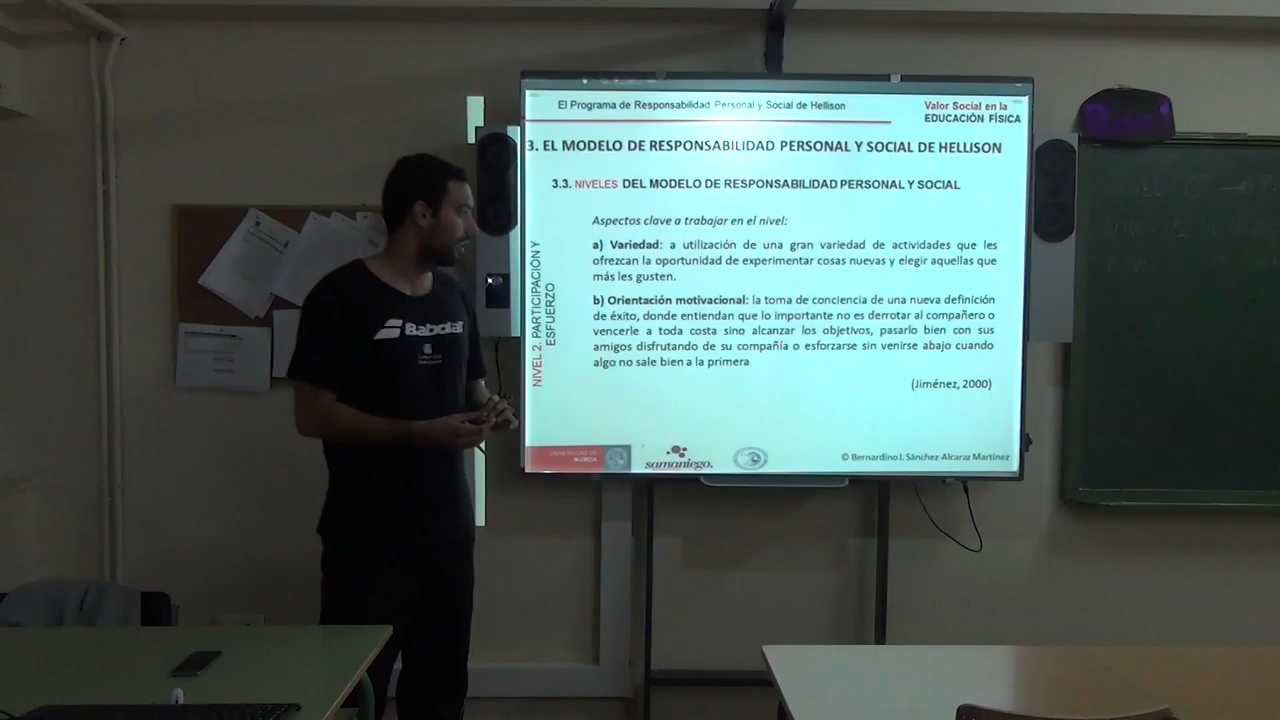 El Programa de Responsabilidad Personal y Social de Hellison
Valor Social en la
EDUCACIÓN FÍSICA
3. EL MODELO DE RESPONSABILIDAD PERSONAL Y SOCIAL DE HELLISON
3.3. NIVELES DEL MODELO DE RESPONSABILIDAD PERSONAL Y SOCIAL
NIVEL 2. PARTICIPACIÓN Y
ESFUERZO
Aspectos clave a trabajar en el nivel:
a) Variedad: a utilización de una gran variedad de actividades que les
ofrezcan la oportunidad de experimentar cosas nuevas y elegir aquellas que
más les gusten.
b) Orientación motivacional: la toma de conciencia de una nueva definición
de éxito, donde entiendan que lo importante no es derrotar al compañero o
vencerle a toda costa sino alcanzar los objetivos, pasarlo bien con sus
amigos disfrutando de su compañía o esforzarse sin venirse abajo cuando
algo no sale bien a la primera
(Jiménez, 2000)
UNIVERSIDAD DE
MURCIA
samaniego.
© Bernardino J. Sánchez-Alcaraz Martínez
Babolat